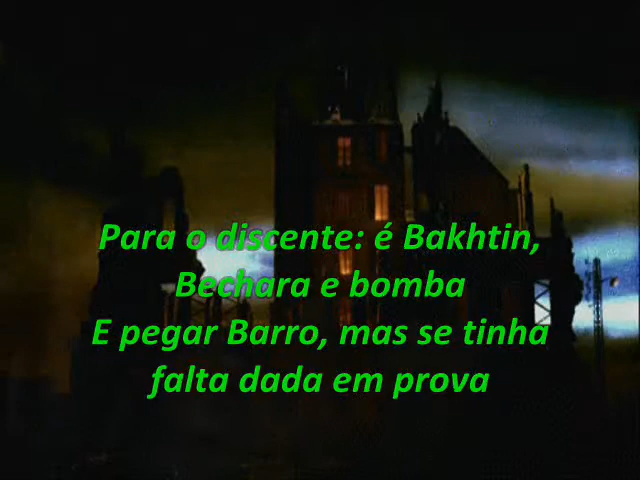 Para o discente: é Bakhtin,
Bechara e bomba
E pegar Barro, mas se tinha
falta dada em prova